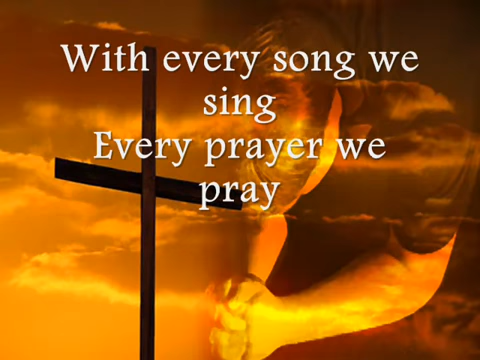 With every song we
sing
Every prayer we
pray